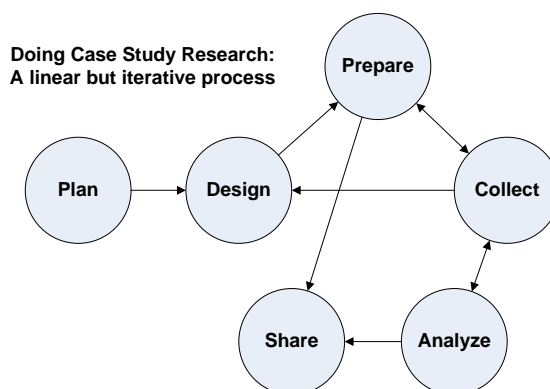 Doing Case Study Research:
A linear but iterative process
Prepare
Plan
Design
Collect
Share
Analyze